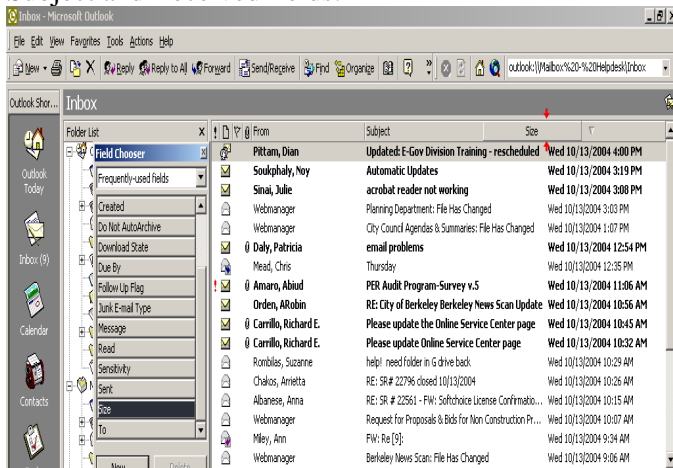 Inbox - Microsoft Outlook
File Edit View Favorites Tools Actions Help
New Reply Reply to All Forward Send/Receive Find Organize outlook:\\Mailbox%20-%20Helpdesk\Inbox
Outlook Shor... Inbox
Folder List X From Subject Size
Field Chooser
Frequently-used fields
Created
Do Not AutoArchive
Download State
Due By
Follow Up Flag
Junk E-mail Type
Message
Read
Sensitivity
Sent
Size
To
New... Delete
Outlook Today
Inbox (9)
Calendar
Contacts
Pittam, Dian Updated: E-Gov Division Training - rescheduled Wed 10/13/2004 4:00 PM
Soukphaly, Noy Automatic Updates Wed 10/13/2004 3:19 PM
Sinai, Julie acrobat reader not working Wed 10/13/2004 3:08 PM
Webmanager Planning Department: File Has Changed Wed 10/13/2004 3:03 PM
Webmanager City Council Agendas & Summaries: File Has Changed Wed 10/13/2004 1:07 PM
Daly, Patricia email problems Wed 10/13/2004 12:54 PM
Mead, Chris Thursday Wed 10/13/2004 12:35 PM
Amaro, Abiud PER Audit Program-Survey v.5 Wed 10/13/2004 11:06 AM
Orden, ARobin RE: City of Berkeley Berkeley News Scan Update Wed 10/13/2004 10:56 AM
Carrillo, Richard E. Please update the Online Service Center page Wed 10/13/2004 10:45 AM
Carrillo, Richard E. Please update Online Service Center page Wed 10/13/2004 10:32 AM
Rombilas, Suzanne help! need folder in G drive back Wed 10/13/2004 10:29 AM
Chakos, Arrietta RE: SR# 22796 closed 10/13/2004 Wed 10/13/2004 10:26 AM
Albanese, Anna RE: SR # 22561 - FW: Softchoice License Confirmatio... Wed 10/13/2004 10:15 AM
Webmanager Request for Proposals & Bids for Non Construction Pr... Wed 10/13/2004 10:07 AM
Miley, Ann FW: Re [9]: Wed 10/13/2004 9:34 AM
Webmanager Berkeley News Scan: File Has Changed Wed 10/13/2004 9:06 AM